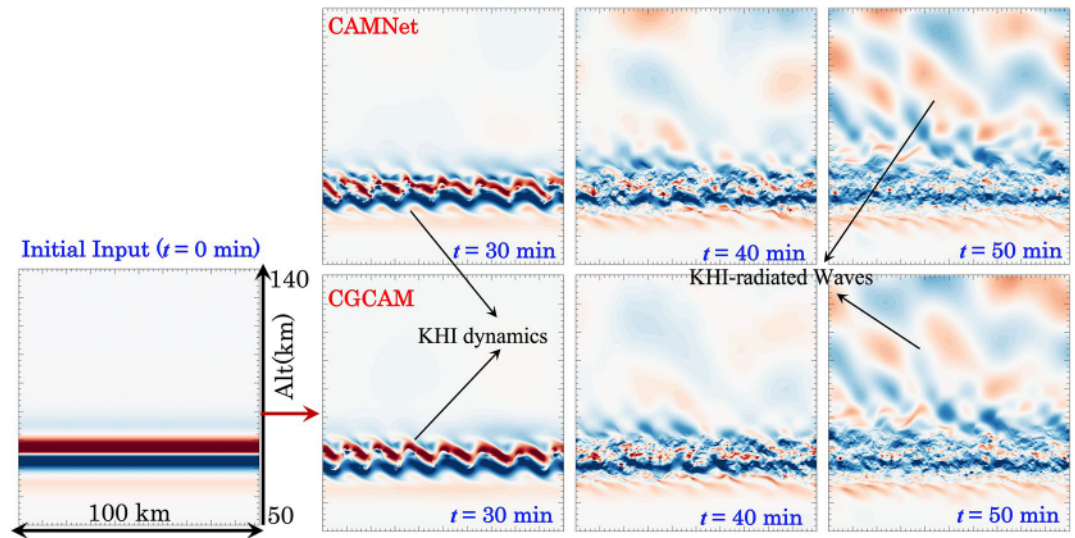 CAMNet
t = 30 min
t = 40 min
t = 50 min
Initial Input (t = 0 min)
140
Alt(km)
50
100 km
KHI-radiated Waves
CGCAM
KHI dynamics
t = 30 min
t = 40 min
t = 50 min